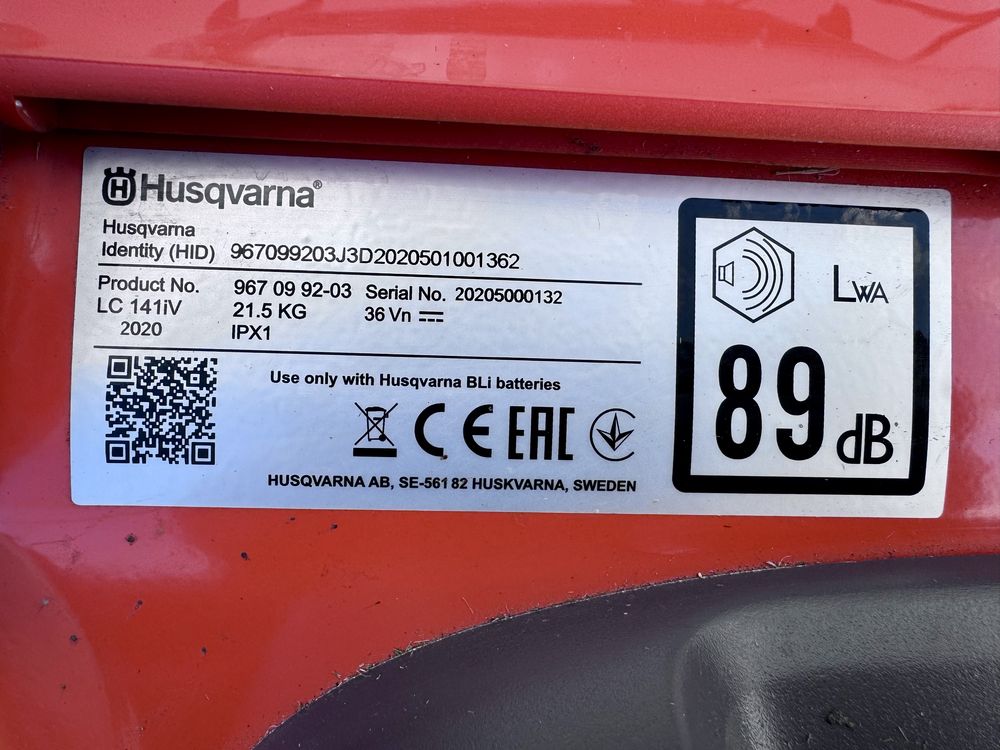 Husqvarna®
Husqvarna
Identity (HID) 967099203J3D2020501001362
Product No. 967 09 92-03 Serial No. 20205000132
LC 141iV 21.5 KG 36 Vn
2020 IPX1
Use only with Husqvarna BLi batteries
CE EAC
HUSQVARNA AB, SE-561 82 HUSKVARNA, SWEDEN
LWA
89 dB